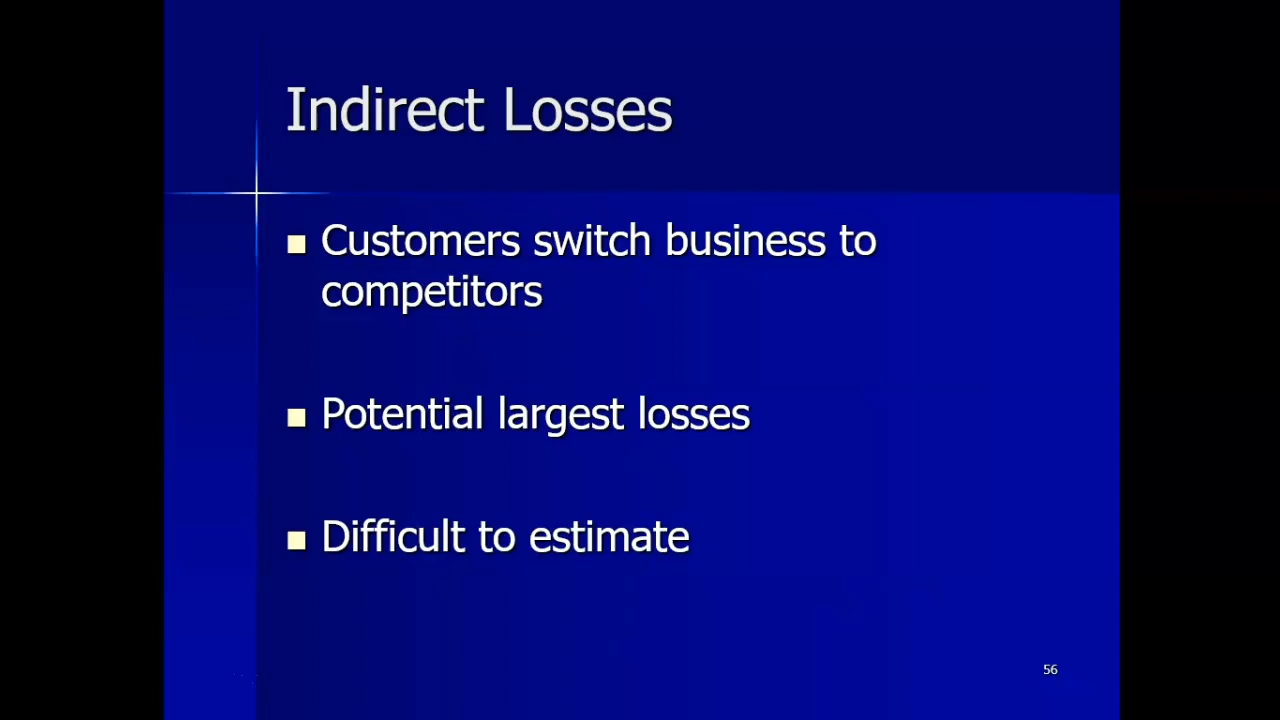 Indirect Losses
Customers switch business to
competitors
Potential largest losses
Difficult to estimate
56